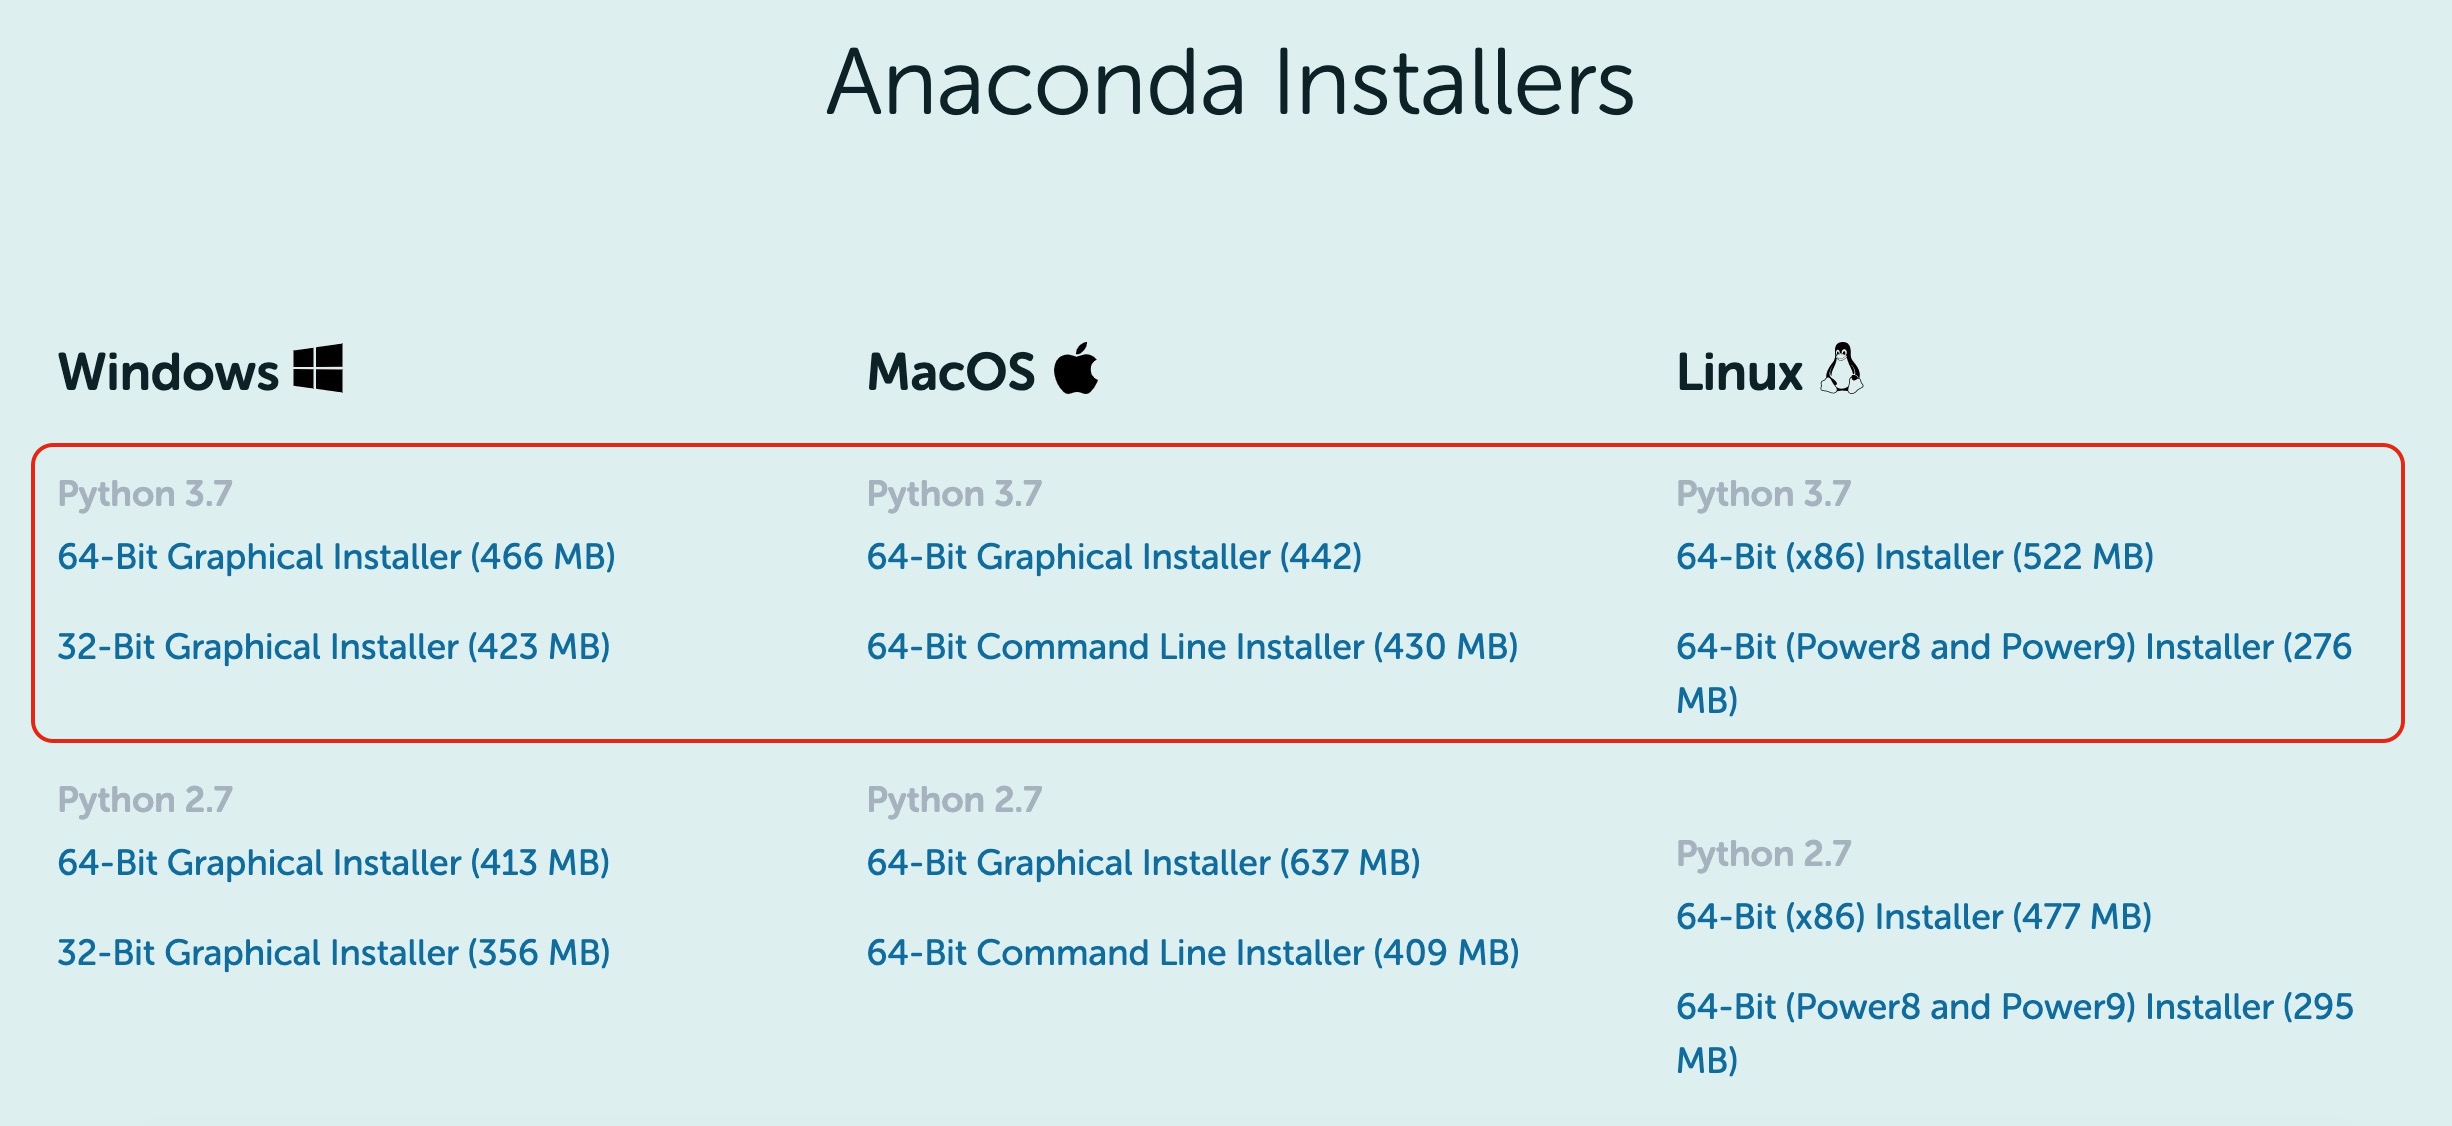 Anaconda Installers
Windows
Python 3.7
64-Bit Graphical Installer (466 MB)
32-Bit Graphical Installer (423 MB)
Python 2.7
64-Bit Graphical Installer (413 MB)
32-Bit Graphical Installer (356 MB)
MacOS
Python 3.7
64-Bit Graphical Installer (442)
64-Bit Command Line Installer (430 MB)
Python 2.7
64-Bit Graphical Installer (637 MB)
64-Bit Command Line Installer (409 MB)
Linux
Python 3.7
64-Bit (x86) Installer (522 MB)
64-Bit (Power8 and Power9) Installer (276
MB)
Python 2.7
64-Bit (x86) Installer (477 MB)
64-Bit (Power8 and Power9) Installer (295
MB)